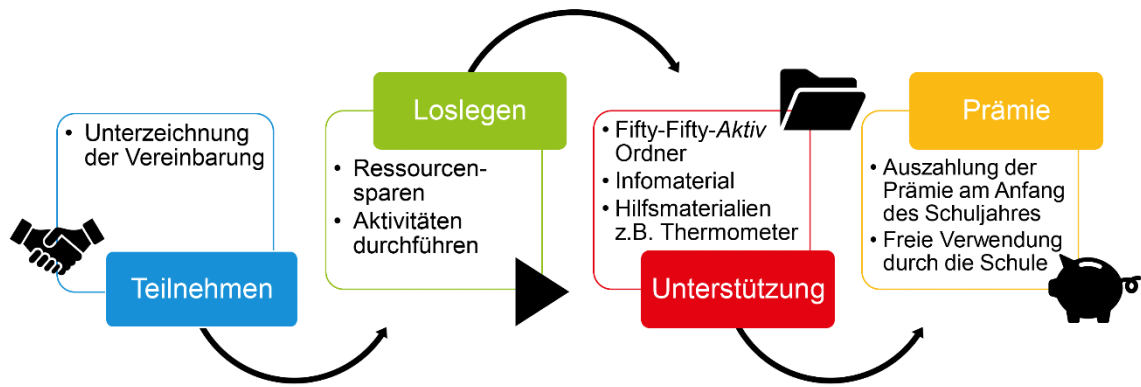 • Unterzeichnung
der Vereinbarung
Teilnehmen
Loslegen
• Ressourcen-
sparen
• Aktivitäten
durchführen
• Fifty-Fifty-Aktiv
Ordner
• Infomaterial
• Hilfsmaterialien
z.B. Thermometer
Unterstützung
Prämie
• Auszahlung der
Prämie am Anfang
des Schuljahres
• Freie Verwendung
durch die Schule